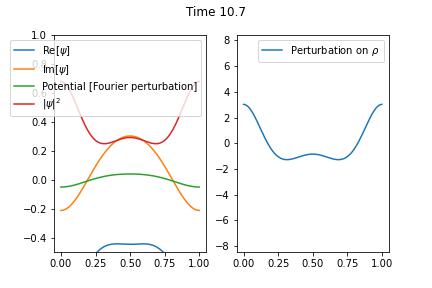 Time 10.7
1.0
0.8
0.6
0.4
0.2
0.0
−0.2
−0.4
0.00 0.25 0.50 0.75 1.00
Re[ψ]
Im[ψ]
Potential [Fourier perturbation]
|ψ|²
8
6
4
2
0
−2
−4
−6
−8
0.00 0.25 0.50 0.75 1.00
Perturbation on ρ